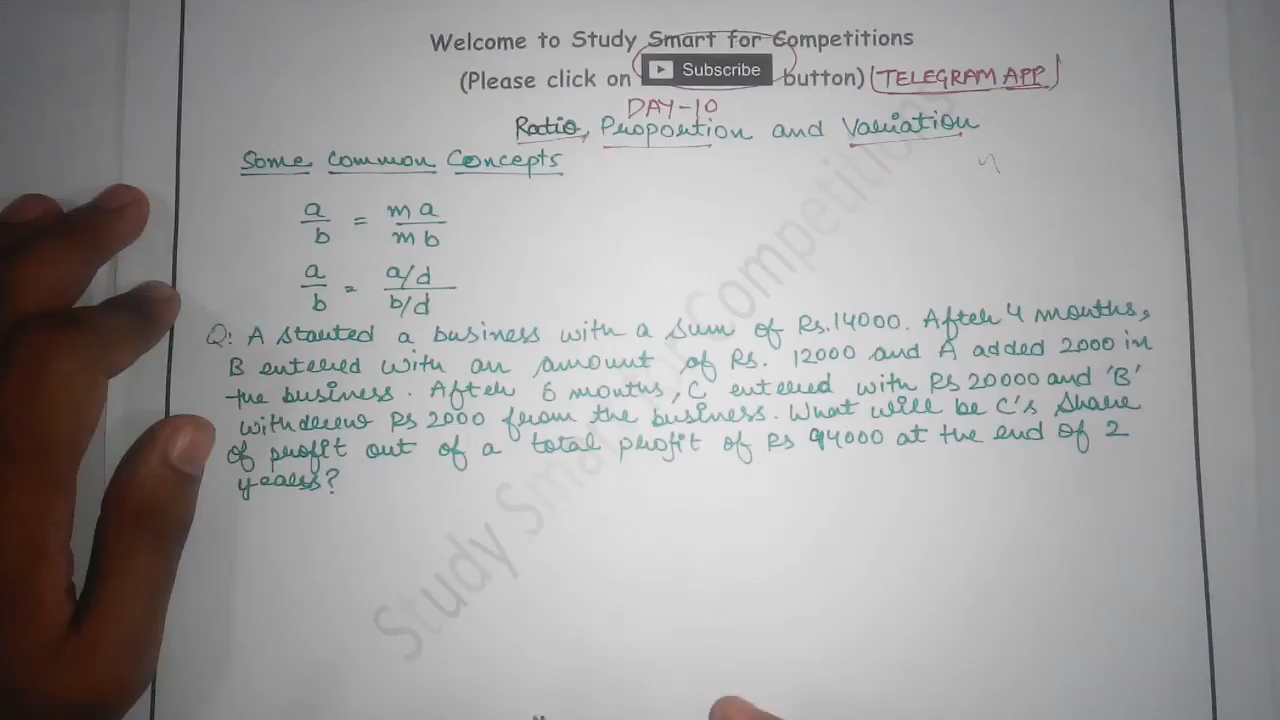 Welcome to Study Smart for Competitions
(Please click on Subscribe button) (TELEGRAM APP)
DAY-10
Ratio, Proportion and Variation
Some Common Concepts
a/b = ma/mb
a/b = a/d / b/d
Q: A started a business with a sum of Rs.14000. After 4 months,
B entered with an amount of Rs. 12000 and A added 2000 in
the business. After 6 months, C entered with Rs 20000 and 'B'
withdrew Rs 2000 from the business. What will be C's share
of profit out of a total profit of Rs 94000 at the end of 2
years?
Study Smart for Competitions